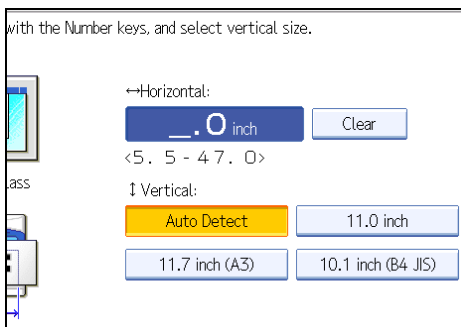 with the Number keys, and select vertical size.
↔Horizontal:
_.0 inch
Clear
<5.5-47.0>
ass
↕Vertical:
Auto Detect
11.0 inch
11.7 inch (A3)
10.1 inch (B4 JIS)